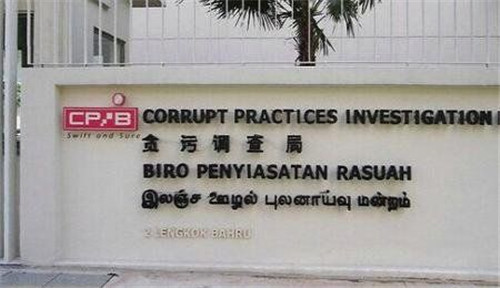 CPIB
Swift and Sure
CORRUPT PRACTICES INVESTIGATION
贪污调查局
BIRO PENYIASATAN RASUAH
இலஞ்ச ஊழல் புலனாய்வு மன்றம்
2 LENGKOK BAHRU